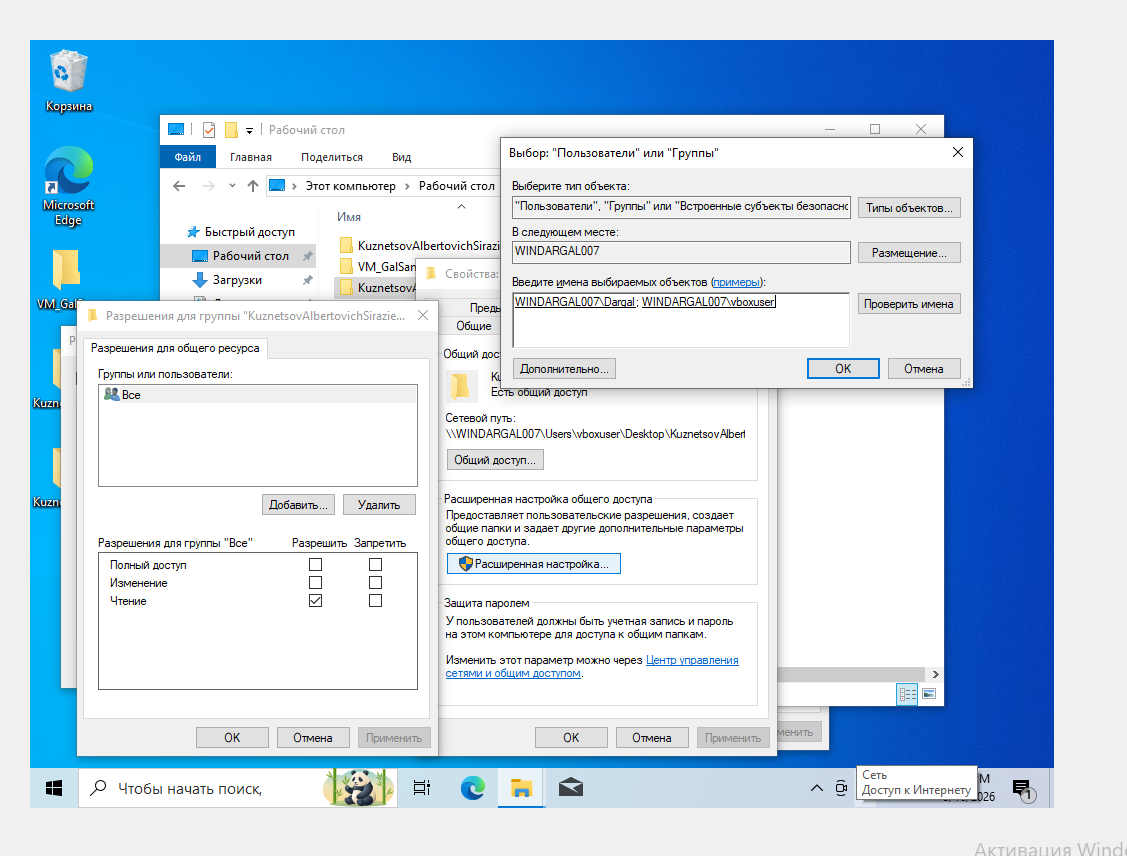 Корзина
Microsoft
Edge
VM_GalSa
Kuzn
Kuzn
Рабочий стол
Файл
Главная
Поделиться
Вид
Этот компьютер
Рабочий стол
Имя
Быстрый доступ
Рабочий стол
Загрузки
KuznetsovAlbertovichSirazi
VM_GalSan
KuznetsovA
Свойства:
Преды
Общие
Общий дос
Ku
Есть общий доступ
Сетевой путь:
\\WINDARGAL007\Users\vboxuser\Desktop\KuznetsovAlbert
Общий доступ...
Расширенная настройка общего доступа
Предоставляет пользовательские разрешения, создает
общие папки и задает другие дополнительные параметры
общего доступа.
Расширенная настройка...
Защита паролем
У пользователей должны быть учетная запись и пароль
на этом компьютере для доступа к общим папкам.
Изменить этот параметр можно через Центр управления
сетями и общим доступом.
OK
Отмена
Применить
менить
Выбор: "Пользователи" или "Группы"
Выберите тип объекта:
"Пользователи", "Группы" или "Встроенные субъекты безопасно
Типы объектов...
В следующем месте:
WINDARGAL007
Размещение...
Введите имена выбираемых объектов (примеры):
WINDARGAL007\Dargal; WINDARGAL007\vboxuser
Проверить имена
Дополнительно...
OK
Отмена
Разрешения для группы "KuznetsovAlbertovichSirazie...
Разрешения для общего ресурса
Группы или пользователи:
Все
Добавить...
Удалить
Разрешения для группы "Все"
Разрешить
Запретить
Полный доступ
Изменение
Чтение
OK
Отмена
Применить
Чтобы начать поиск,
Сеть
Доступ к Интернету
M
2026
1
Активация Windo